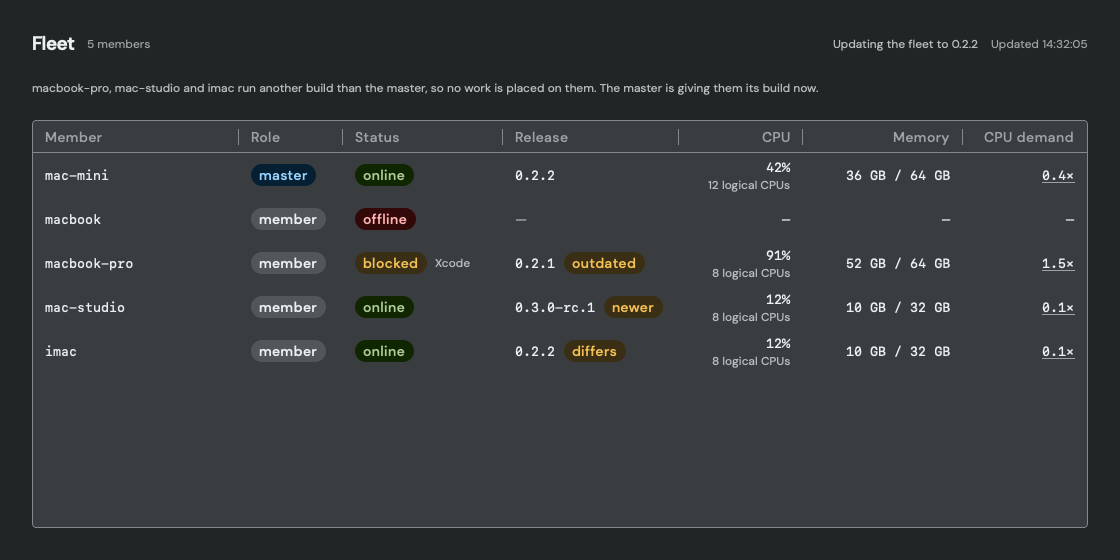 Fleet 5 members Updating the fleet to 0.2.2 Updated 14:32:05
macbook-pro, mac-studio and imac run another build than the master, so no work is placed on them. The master is giving them its build now.
Member Role Status Release CPU Memory CPU demand
mac-mini master online 0.2.2 42% 36 GB / 64 GB 0.4×
12 logical CPUs
macbook member offline — — — —
macbook-pro member blocked Xcode 0.2.1 outdated 91% 52 GB / 64 GB 1.5×
8 logical CPUs
mac-studio member online 0.3.0-rc.1 newer 12% 10 GB / 32 GB 0.1×
8 logical CPUs
imac member online 0.2.2 differs 12% 10 GB / 32 GB 0.1×
8 logical CPUs